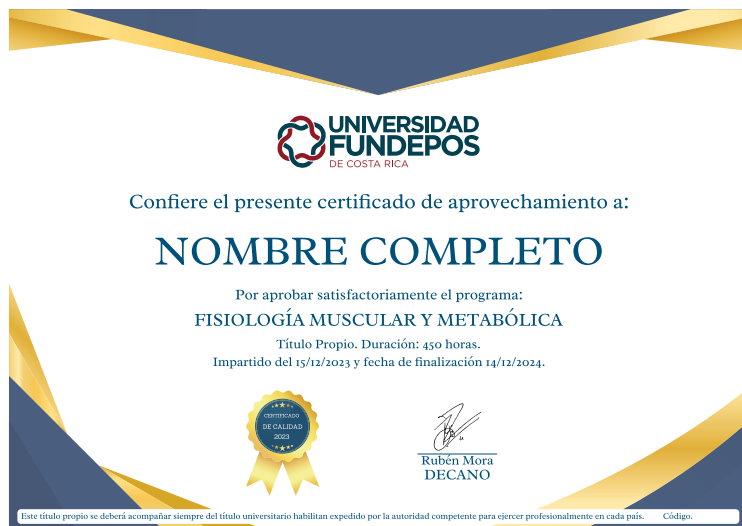 UNIVERSIDAD
FUNDEPOS
DE COSTA RICA
Confiere el presente certificado de aprovechamiento a:
NOMBRE COMPLETO
Por aprobar satisfactoriamente el programa:
FISIOLOGÍA MUSCULAR Y METABÓLICA
Título Propio. Duración: 450 horas.
Impartido del 15/12/2023 y fecha de finalización 14/12/2024.
CERTIFICADO
DE CALIDAD
2023
Rubén Mora
DECANO
Este título propio se deberá acompañar siempre del título universitario habilitan expedido por la autoridad competente para ejercer profesionalmente en cada país. Código.